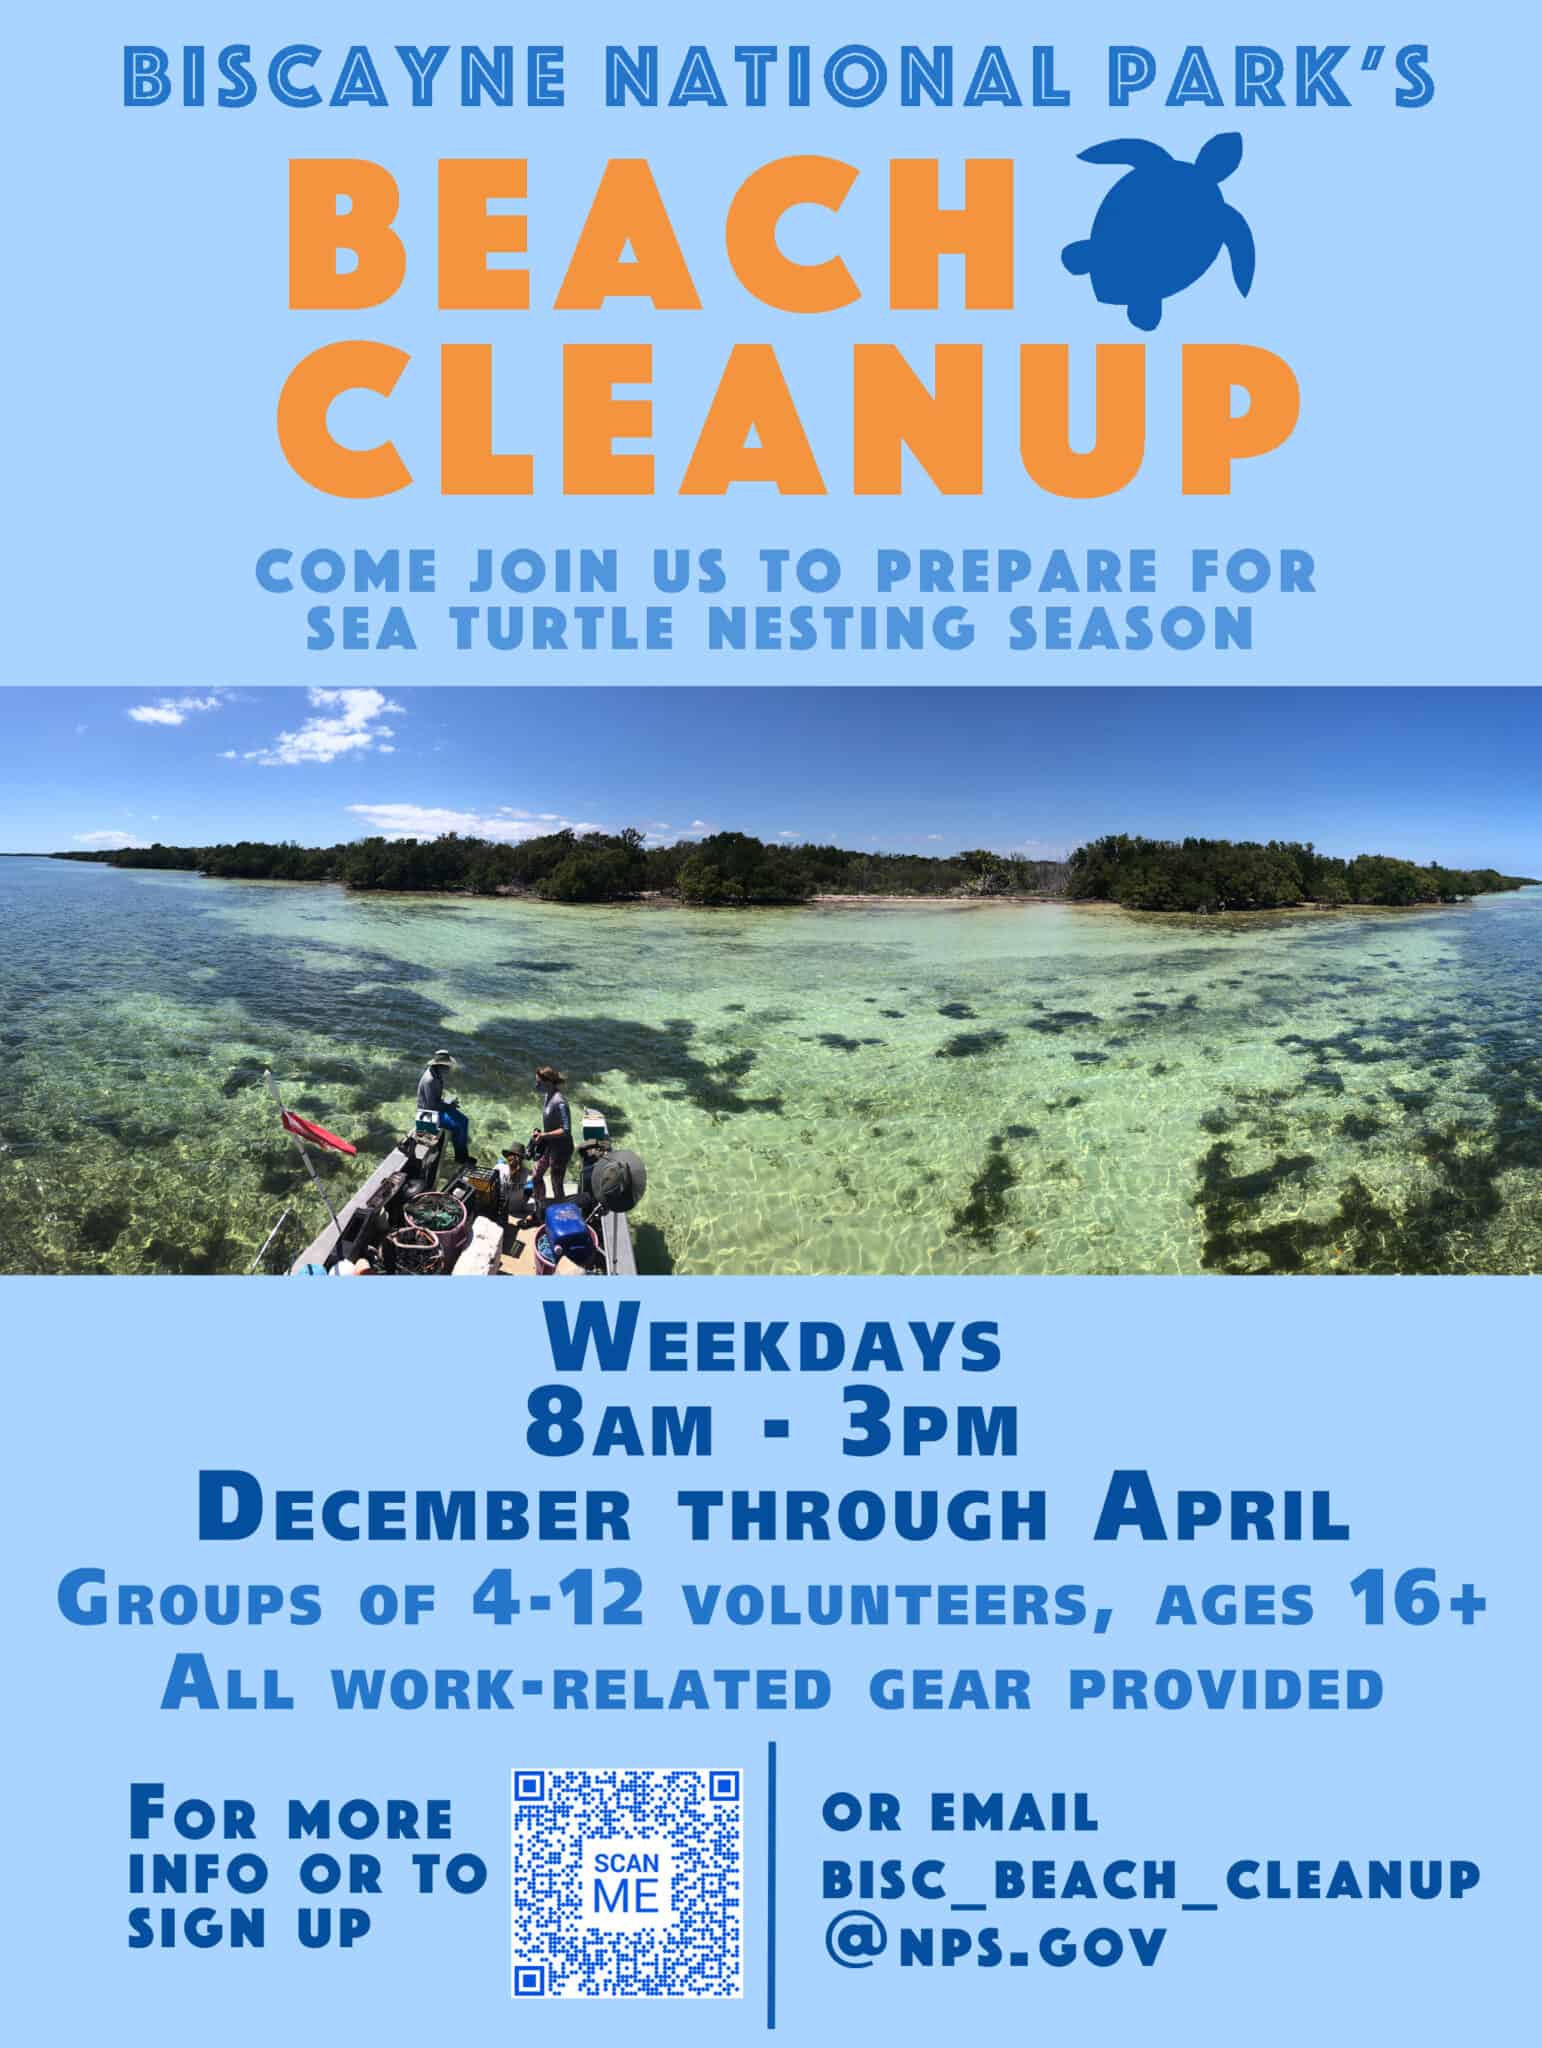 BISCAYNE NATIONAL PARK'S
BEACH
CLEANUP
COME JOIN US TO PREPARE FOR
SEA TURTLE NESTING SEASON
WEEKDAYS
8AM - 3PM
DECEMBER THROUGH APRIL
GROUPS OF 4-12 VOLUNTEERS, AGES 16+
ALL WORK-RELATED GEAR PROVIDED
FOR MORE
INFO OR TO
SIGN UP
SCAN
ME
OR EMAIL
BISC_BEACH_CLEANUP
@NPS.GOV